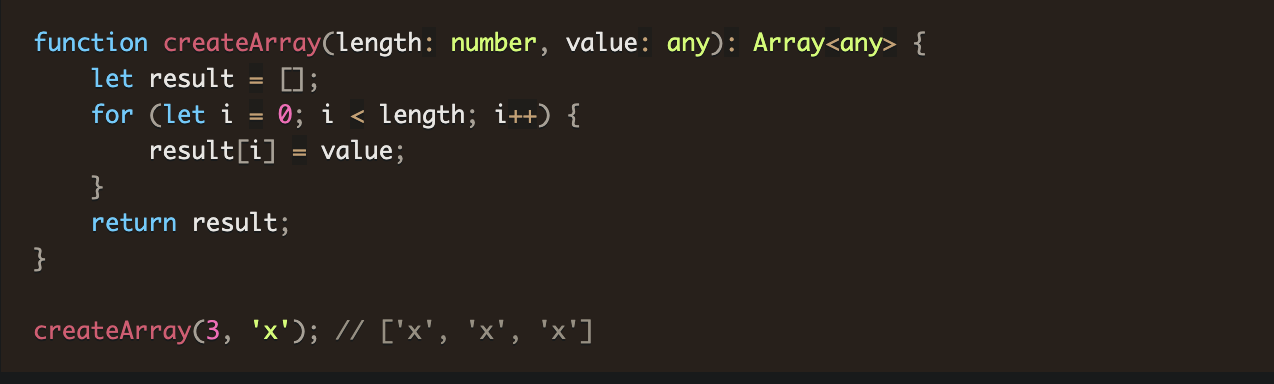 function createArray(length: number, value: any): Array<any> {
    let result = [];
    for (let i = 0; i < length; i++) {
        result[i] = value;
    }
    return result;
}

createArray(3, 'x'); // ['x', 'x', 'x']